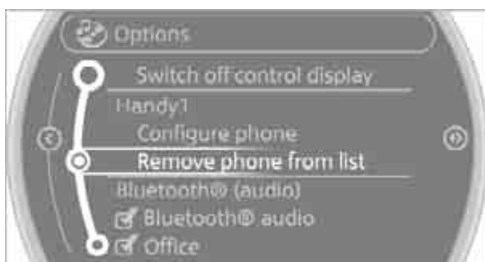 Options
Switch off control display
Handy1
Configure phone
Remove phone from list
Bluetooth® (audio)
Bluetooth® audio
Office